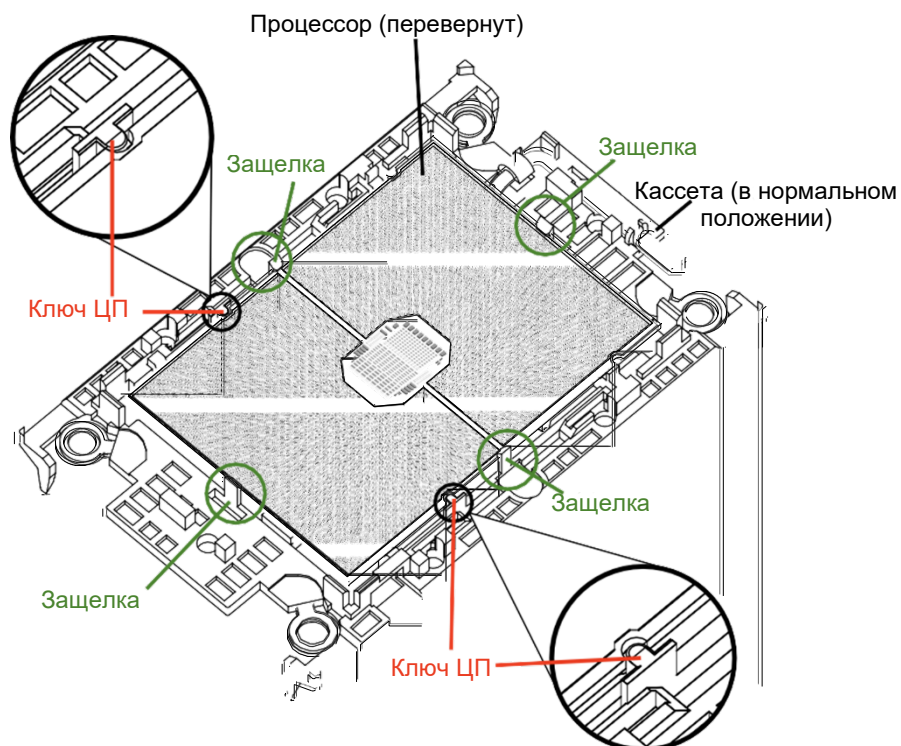 Процессор (перевернут)
Защелка
Защелка
Кассета (в нормальном
положении)
Ключ ЦП
Защелка
Защелка
Ключ ЦП